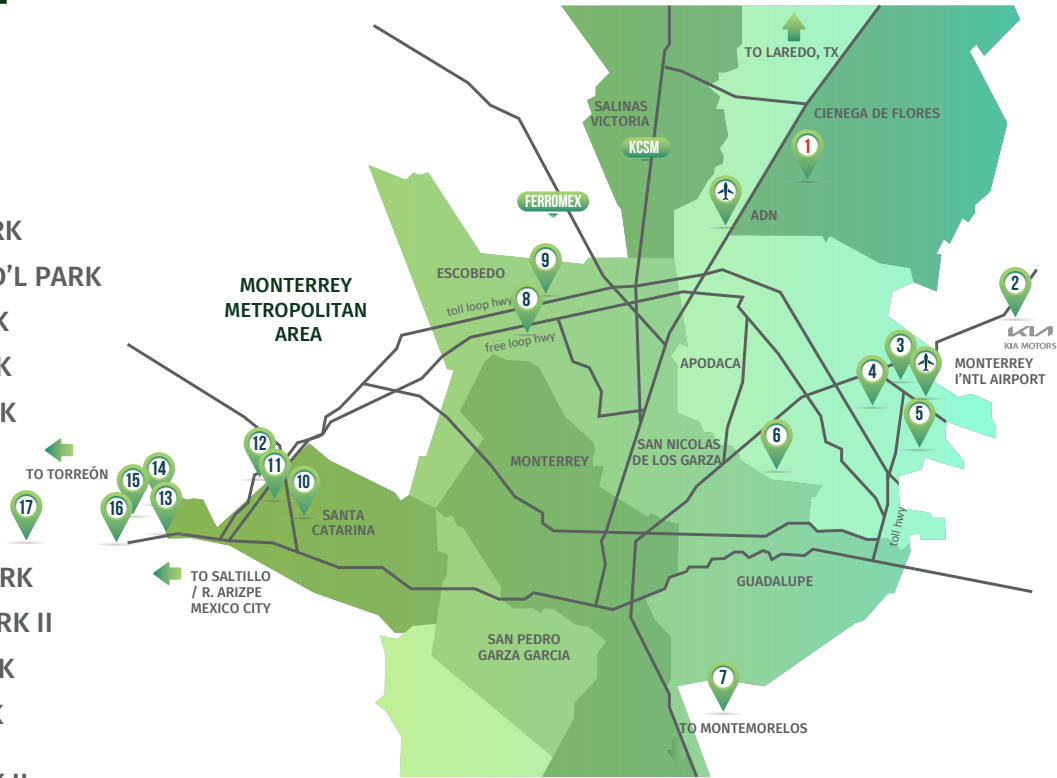 TO LAREDO, TX
SALINAS
VICTORIA
CIENEGA DE FLORES
KCSM
1
FERROMEX
ADN
RK
D'L PARK
K
K
K
MONTERREY
METROPOLITAN
AREA
ESCOBEDO
9
8
toll loop hwy
free loop hwy
2
KIA
KIA MOTORS
3
4
MONTERREY
I'NTL AIRPORT
5
APODACA
6
SAN NICOLAS
DE LOS GARZA
MONTERREY
12
11
10
TO TORREÓN
14
15
13
16
17
SANTA
CATARINA
toll hwy
TO SALTILLO
/ R. ARIZPE
MEXICO CITY
GUADALUPE
RK
RK II
K
K
K II
SAN PEDRO
GARZA GARCIA
7
TO MONTEMORELOS